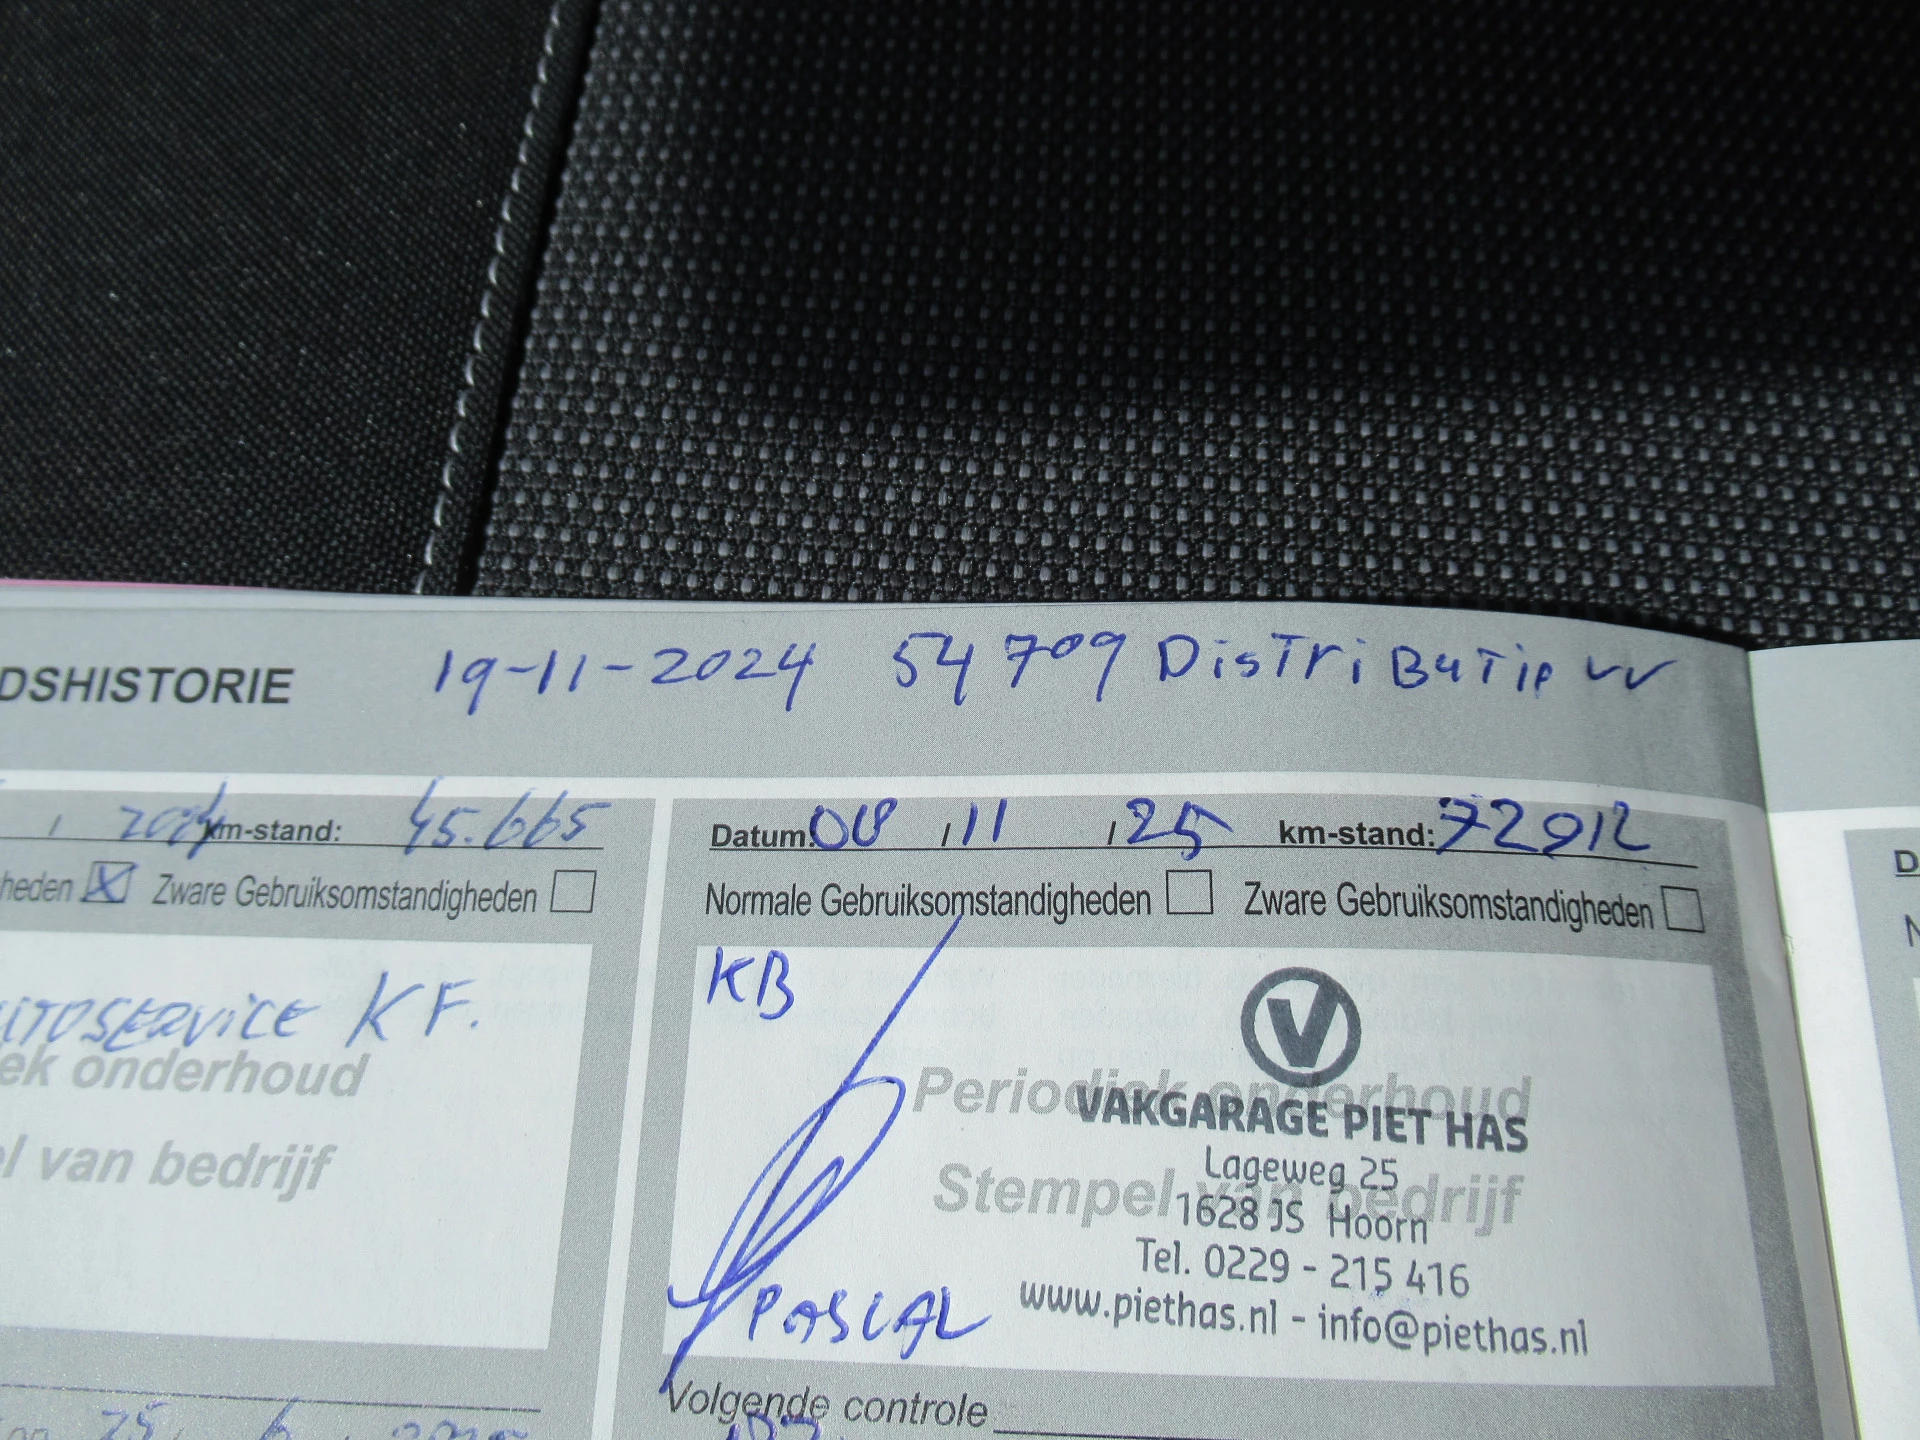 DSHISTORIE 19-11-2024 54709 DisTriBuTie vv
/ 2024 km-stand: 45.665
heden Zware Gebruiksomstandigheden
UTOSERViCE KF.
ek onderhoud
l van bedrijf
Datum: 08 / 11 / 25 km-stand: 72912
Normale Gebruiksomstandigheden Zware Gebruiksomstandigheden
KB
Periodiek onderhoud
Stempel van bedrijf
V
VAKGARAGE PIET HAS
Lageweg 25
1628 JS Hoorn
Tel. 0229 - 215 416
www.piethas.nl - info@piethas.nl
PASCAL
Volgende controle